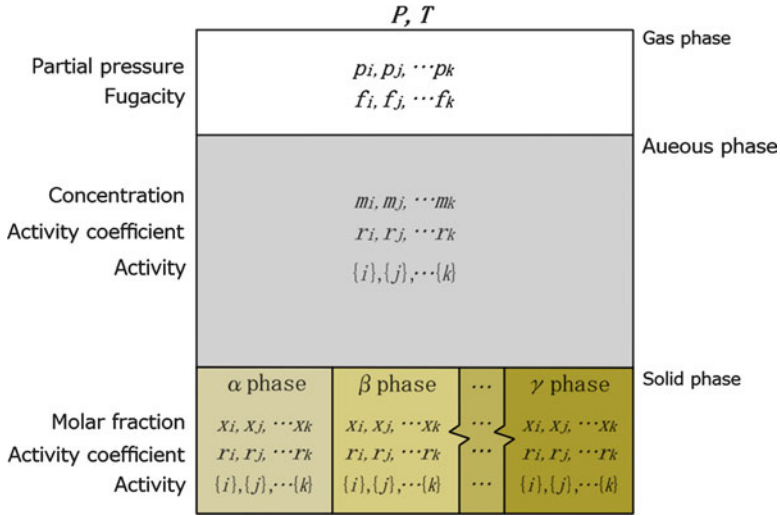 P, T
Gas phase
Partial pressure pi, pj, ···pk
Fugacity fi, fj, ···fk
Aueous phase
Concentration mi, mj, ···mk
Activity coefficient ri, rj, ···rk
Activity {i},{j},···{k}
Solid phase
α phase β phase ··· γ phase
Molar fraction xi, xj, ···xk xi, xj, ···xk ··· xi, xj, ···xk
Activity coefficient ri, rj, ···rk ri, rj, ···rk ··· ri, rj, ···rk
Activity {i},{j},···{k} {i},{j},···{k} ··· {i},{j},···{k}